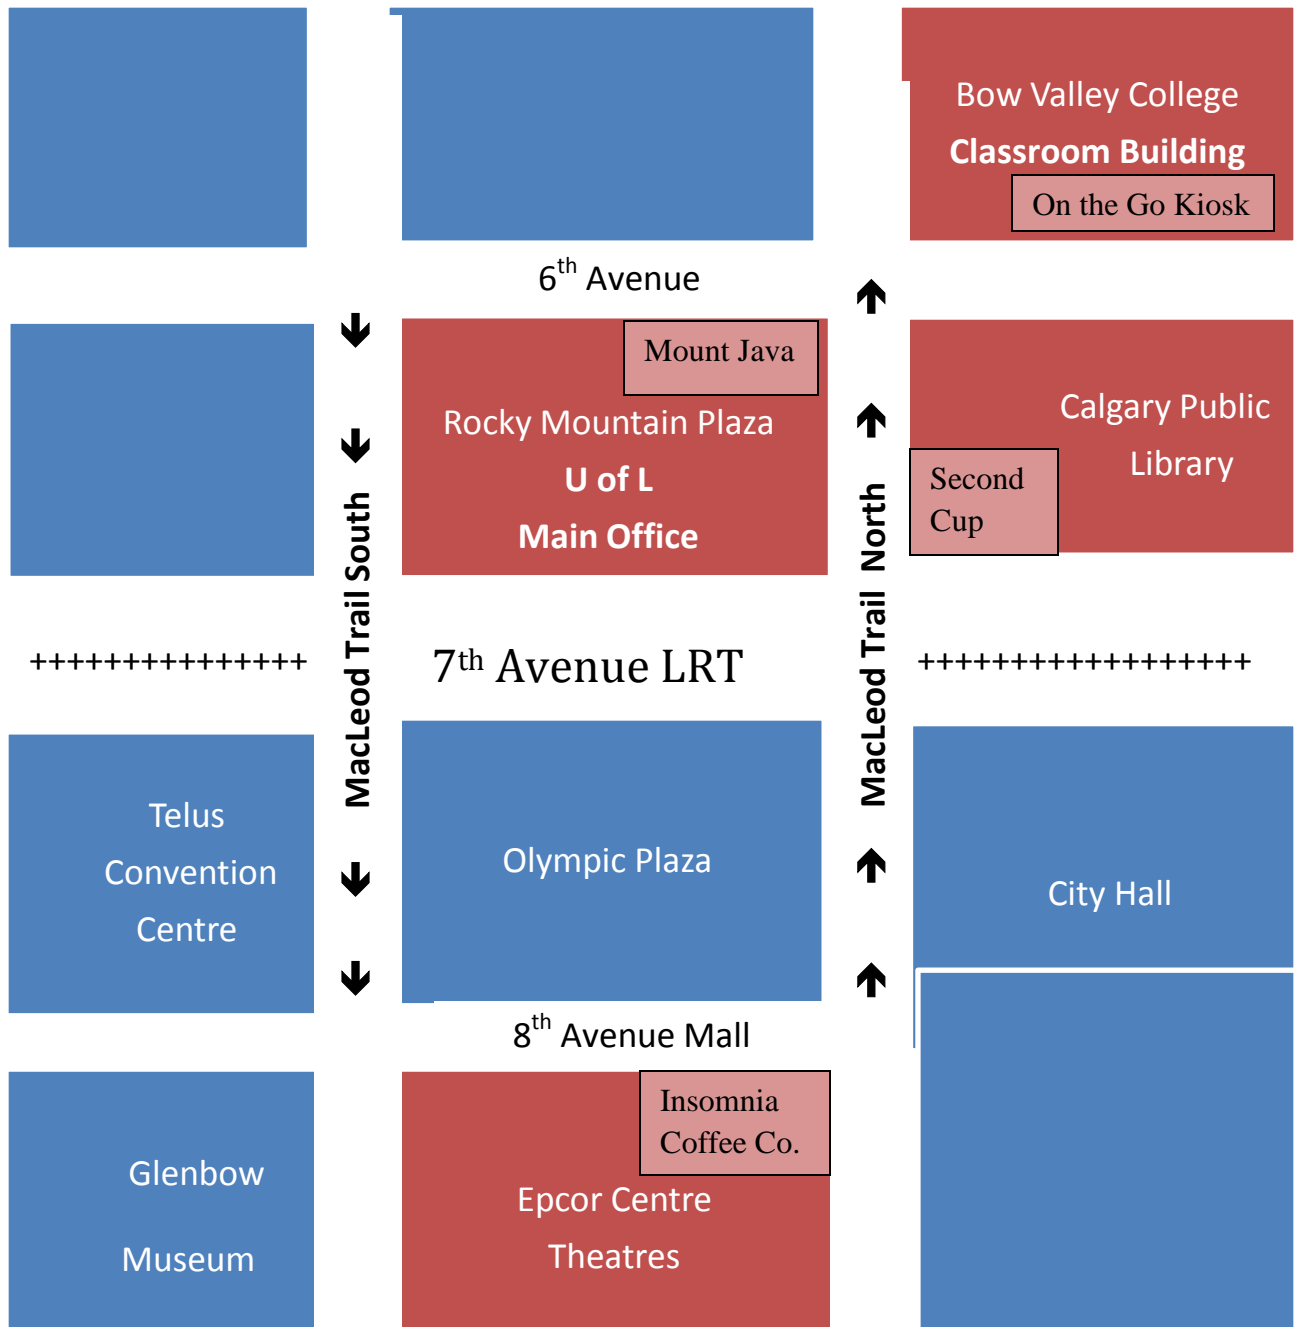 Bow Valley College
Classroom Building
On the Go Kiosk
6th Avenue
Mount Java
Rocky Mountain Plaza
U of L
Main Office
Calgary Public
Library
Second
Cup
MacLeod Trail South
MacLeod Trail North
+++++++++++++++
7th Avenue LRT
++++++++++++++++++
Telus
Convention
Centre
Olympic Plaza
City Hall
8th Avenue Mall
Insomnia
Coffee Co.
Glenbow
Museum
Epcor Centre
Theatres